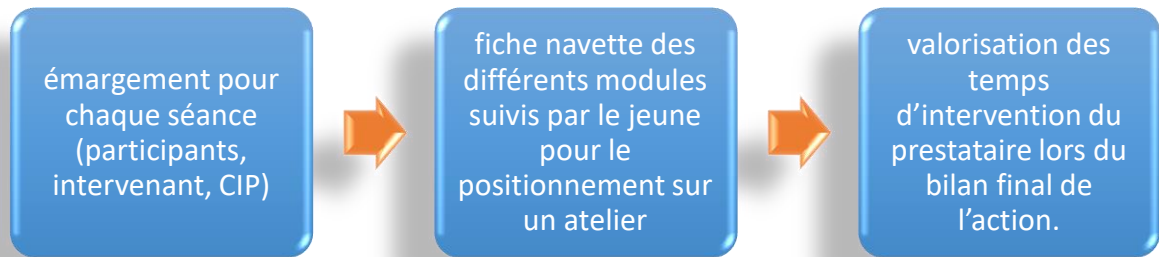 émargement pour
chaque séance
(participants,
intervenant, CIP)
fiche navette des
différents modules
suivis par le jeune
pour le
positionnement sur
un atelier
valorisation des
temps
d’intervention du
prestataire lors du
bilan final de
l’action.